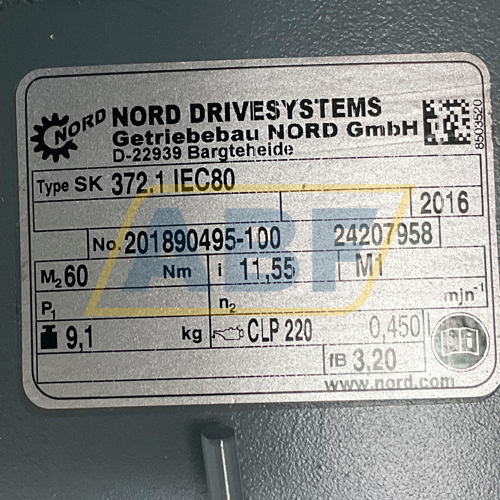 NORD
NORD DRIVESYSTEMS
Getriebebau NORD GmbH
D-22939 Bargteheide
8503520
Type SK 372.1 IEC80
2016
No. 201890495-100 24207958
M2 60 Nm i 11,55 M1
P1 n2 min-1
9,1 kg CLP 220 0,450 L
fB 3,20
www.nord.com
ABF